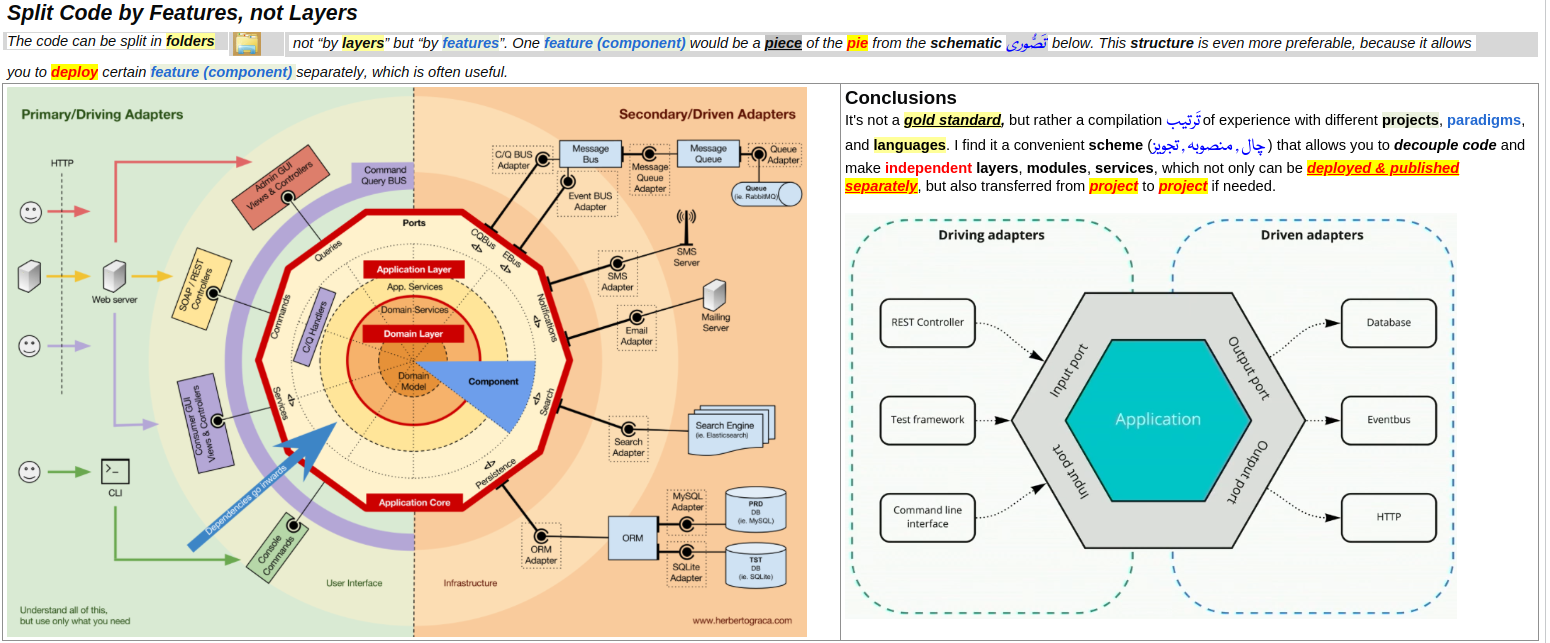 Split Code by Features, not Layers
The code can be split in folders not “by layers” but “by features”. One feature (component) would be a piece of the pie from the schematic تَصَّوُری below. This structure is even more preferable, because it allows
you to deploy certain feature (component) separately, which is often useful.
Primary/Driving Adapters
Secondary/Driven Adapters
HTTP
Web server
CLI
Admin GUI
Views & Controllers
SOAP / REST
Controllers
Consumer GUI
Views & Controllers
Console
Commands
Dependencies go inwards
Command
Query BUS
Ports
Queries
Commands
Services
C/Q Handlers
Application Layer
App. Services
Domain Services
Domain Layer
Domain
Model
Component
Application Core
CQBus
</>
EBus
</>
Notifications
</>
Search
</>
Persistence
</>
C/Q BUS
Adapter
Message
Bus
Message
Queue
Adapter
Message
Queue
Queue
Adapter
Queue
(ie. RabbitMQ)
Event BUS
Adapter
SMS
Adapter
SMS
Server
Email
Adapter
Mailing
Server
Search
Adapter
Search Engine
(ie. Elasticsearch)
ORM
Adapter
ORM
MySQL
Adapter
PRD
DB
(ie. MySQL)
SQLite
Adapter
TST
DB
(ie. SQLite)
User Interface
Infrastructure
Understand all of this,
but use only what you need
www.herbertograca.com
Conclusions
It's not a gold standard, but rather a compilation تَرتِیب of experience with different projects, paradigms,
and languages. I find it a convenient scheme (چال, منصوبہ, تجویز) that allows you to decouple code and
make independent layers, modules, services, which not only can be deployed & published
separately, but also transferred from project to project if needed.
Driving adapters
Driven adapters
REST Controller
Test framework
Command line
interface
Input port
Input port
Application
Output port
Output port
Database
Eventbus
HTTP